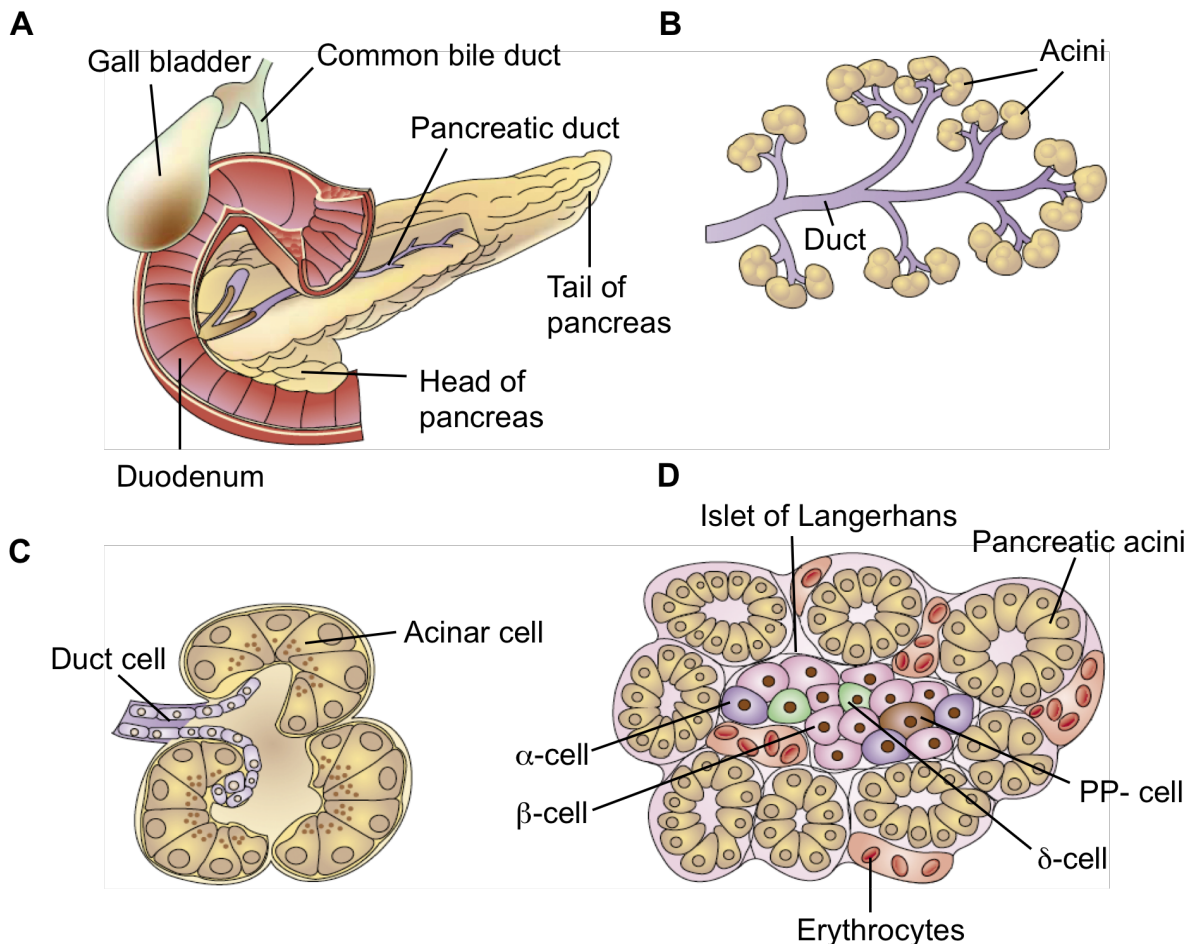 A
Gall bladder
Common bile duct
Pancreatic duct
Tail of
pancreas
Head of
pancreas
Duodenum
B
Acini
Duct
C
Duct cell
Acinar cell
D
Islet of Langerhans
Pancreatic acini
α-cell
β-cell
PP- cell
δ-cell
Erythrocytes